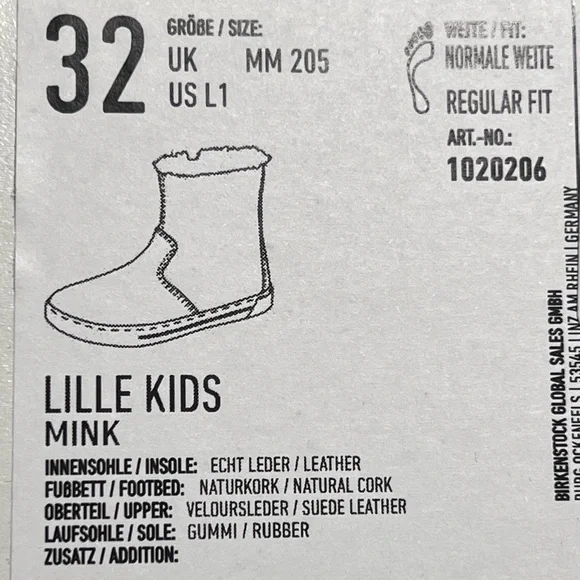 32
GRÖẞE / SIZE:
UK MM 205
US L1
WEITE / FIT:
NORMALE WEITE
REGULAR FIT
ART.-NO.:
1020206
LILLE KIDS
MINK
INNENSOHLE / INSOLE: ECHT LEDER / LEATHER
FUẞBETT / FOOTBED: NATURKORK / NATURAL CORK
OBERTEIL / UPPER: VELOURSLEDER / SUEDE LEATHER
LAUFSOHLE / SOLE: GUMMI / RUBBER
ZUSATZ / ADDITION:
BIRKENSTOCK GLOBAL SALES GMBH
53545 LINZ AM RHEIN | GERMANY